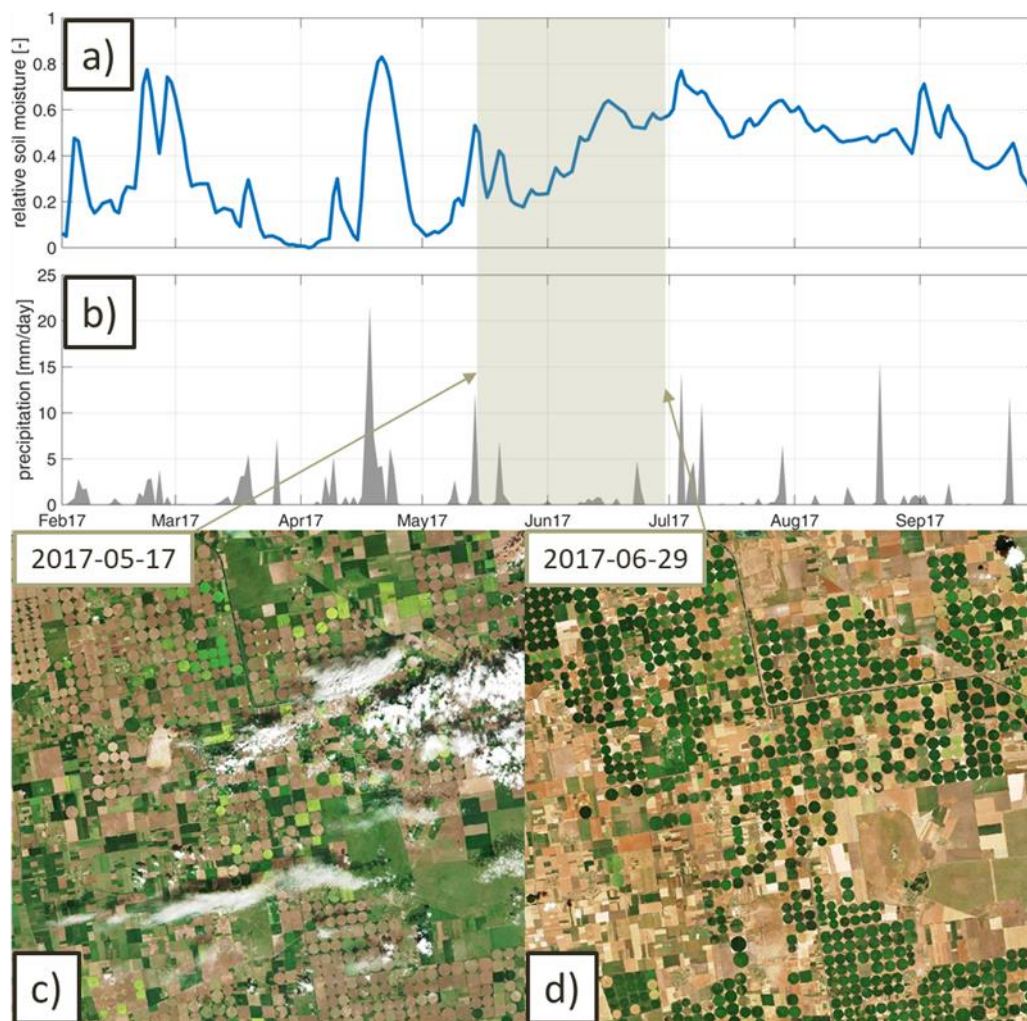 a)
relative soil moisture [-]
1
0.8
0.6
0.4
0.2
0
b)
precipitation [mm/day]
25
20
15
10
5
0
Feb17 Mar17 Apr17 May17 Jun17 Jul17 Aug17 Sep17
2017-05-17
2017-06-29
c)
d)